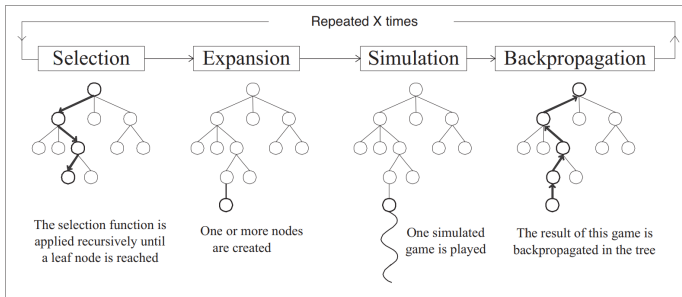 Repeated X times
Selection
Expansion
Simulation
Backpropagation
The selection function is
applied recursively until
a leaf node is reached
One or more nodes
are created
One simulated
game is played
The result of this game is
backpropagated in the tree